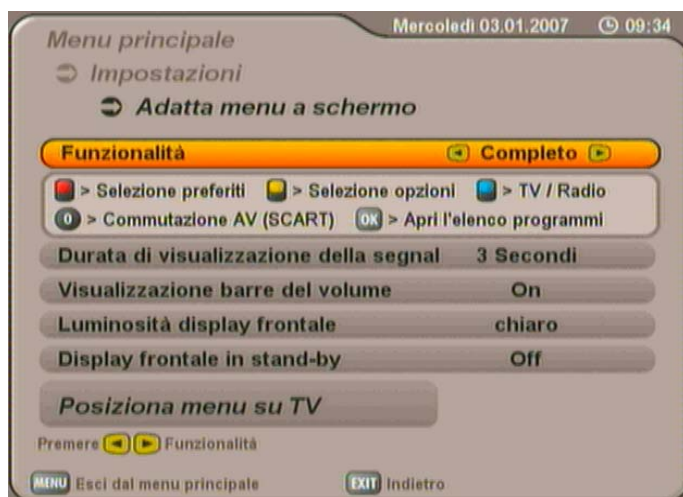 Mercoledì 03.01.2007 09:34
Menu principale
Impostazioni
Adatta menu a schermo
Funzionalità Completo
> Selezione preferiti > Selezione opzioni > TV / Radio
0 > Commutazione AV (SCART) OK > Apri l'elenco programmi
Durata di visualizzazione della segnal 3 Secondi
Visualizzazione barre del volume On
Luminosità display frontale chiaro
Display frontale in stand-by Off
Posiziona menu su TV
Premere Funzionalità
MENU Esci dal menu principale EXIT Indietro